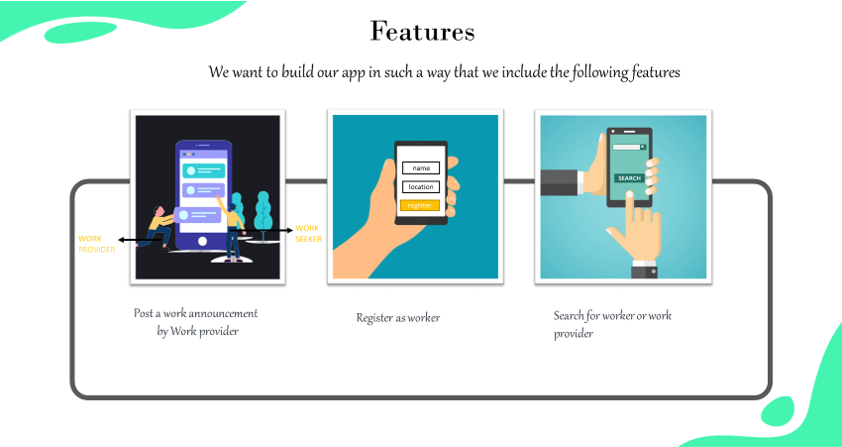 Features
We want to build our app in such a way that we include the following features
WORK
PROVIDER
WORK
SEEKER
name
location
register
SEARCH
Post a work announcement
by Work provider
Register as worker
Search for worker or work
provider